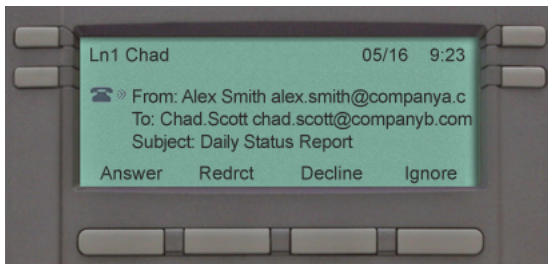 Ln1 Chad 05/16 9:23
From: Alex Smith alex.smith@companya.c
To: Chad.Scott chad.scott@companyb.com
Subject: Daily Status Report
Answer Redrct Decline Ignore